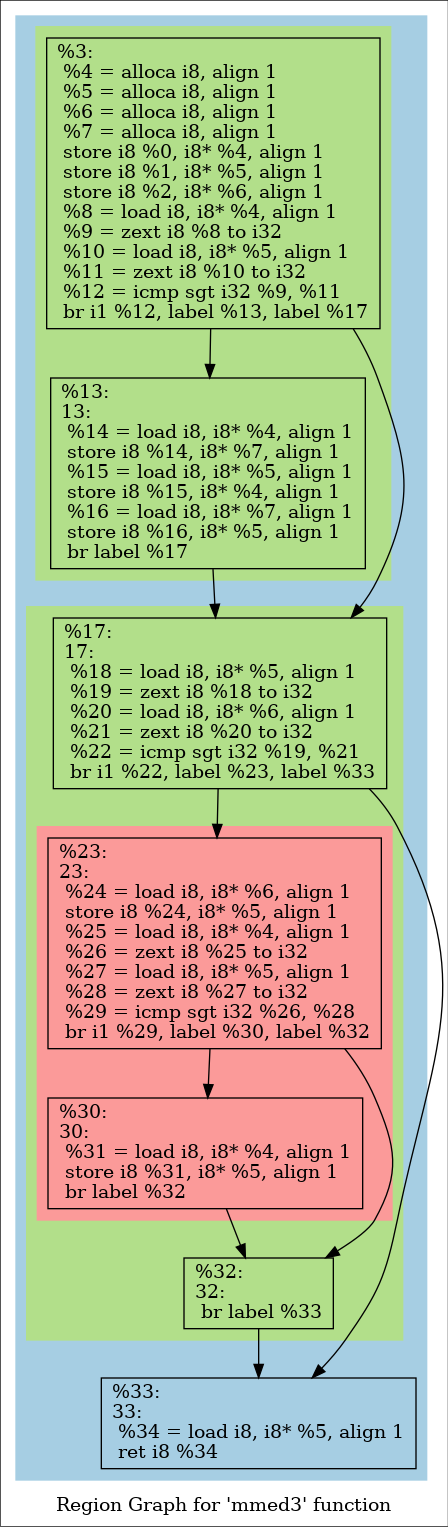 %3:
%4 = alloca i8, align 1
%5 = alloca i8, align 1
%6 = alloca i8, align 1
%7 = alloca i8, align 1
store i8 %0, i8* %4, align 1
store i8 %1, i8* %5, align 1
store i8 %2, i8* %6, align 1
%8 = load i8, i8* %4, align 1
%9 = zext i8 %8 to i32
%10 = load i8, i8* %5, align 1
%11 = zext i8 %10 to i32
%12 = icmp sgt i32 %9, %11
br i1 %12, label %13, label %17
%13:
13:
%14 = load i8, i8* %4, align 1
store i8 %14, i8* %7, align 1
%15 = load i8, i8* %5, align 1
store i8 %15, i8* %4, align 1
%16 = load i8, i8* %7, align 1
store i8 %16, i8* %5, align 1
br label %17
%17:
17:
%18 = load i8, i8* %5, align 1
%19 = zext i8 %18 to i32
%20 = load i8, i8* %6, align 1
%21 = zext i8 %20 to i32
%22 = icmp sgt i32 %19, %21
br i1 %22, label %23, label %33
%23:
23:
%24 = load i8, i8* %6, align 1
store i8 %24, i8* %5, align 1
%25 = load i8, i8* %4, align 1
%26 = zext i8 %25 to i32
%27 = load i8, i8* %5, align 1
%28 = zext i8 %27 to i32
%29 = icmp sgt i32 %26, %28
br i1 %29, label %30, label %32
%30:
30:
%31 = load i8, i8* %4, align 1
store i8 %31, i8* %5, align 1
br label %32
%32:
32:
br label %33
%33:
33:
%34 = load i8, i8* %5, align 1
ret i8 %34
Region Graph for 'mmed3' function